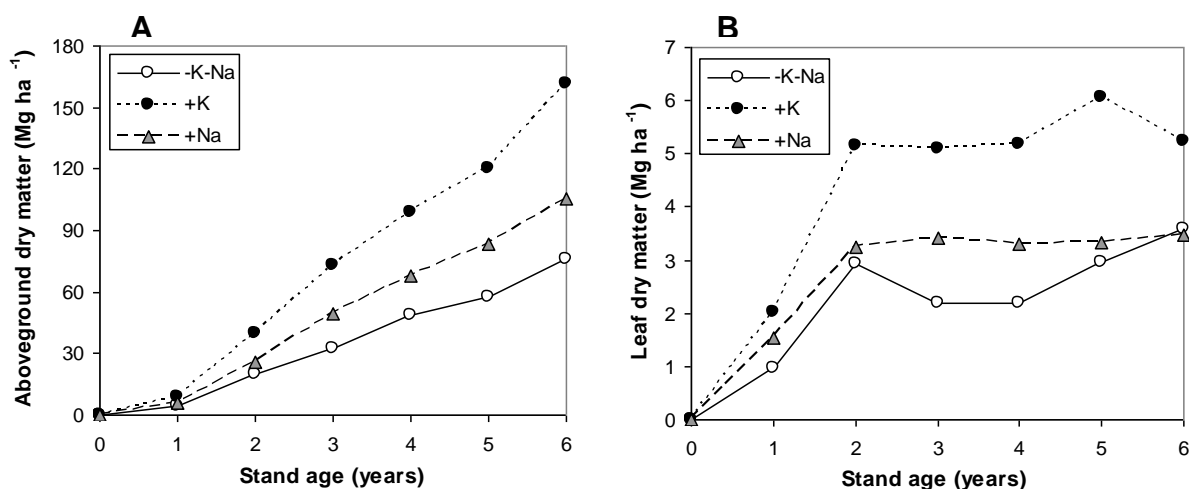 A
Aboveground dry matter (Mg ha -1)
180
150
120
90
60
30
0
-K-Na
+K
+Na
0 1 2 3 4 5 6
Stand age (years)
B
Leaf dry matter (Mg ha -1)
7
6
5
4
3
2
1
0
-K-Na
+K
+Na
0 1 2 3 4 5 6
Stand age (years)